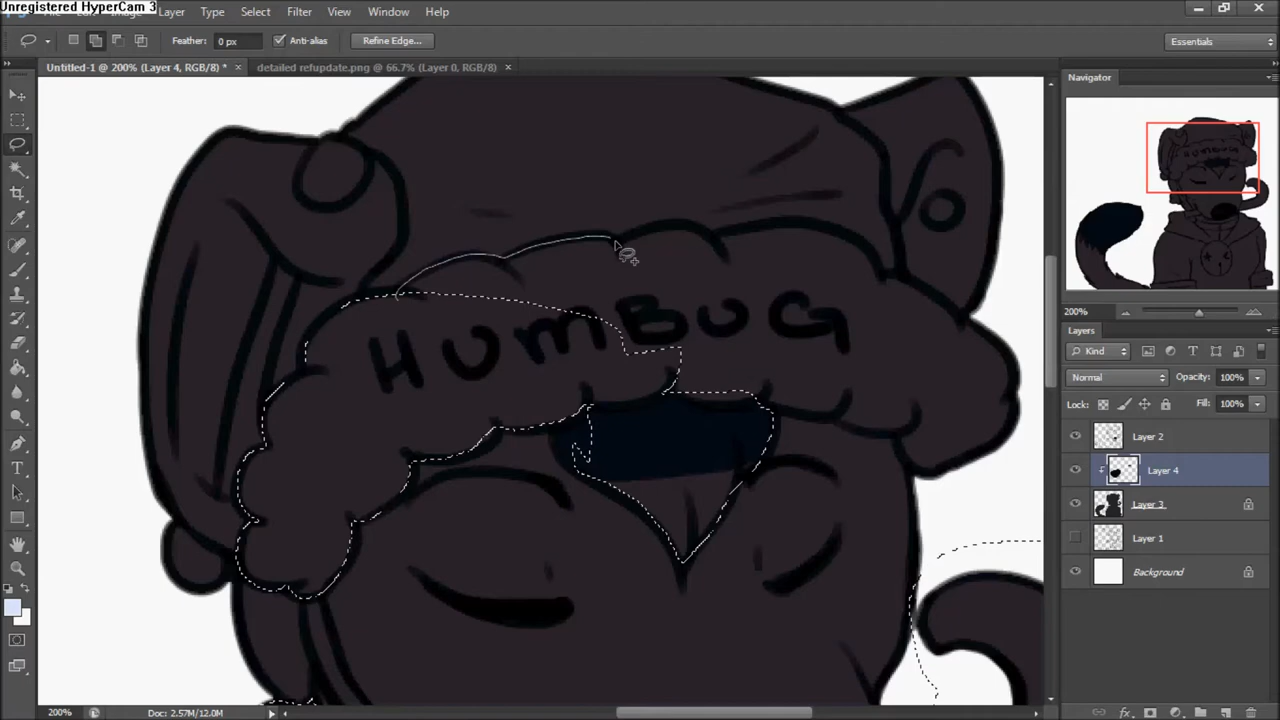 Unregistered HyperCam 3
Layer Type Select Filter View Window Help
Feather: 0 px Anti-alias Refine Edge... Essentials
Untitled-1 @ 200% (Layer 4, RGB/8) * × detailed refupdate.png @ 66.7% (Layer 0, RGB/8) ×
Navigator
200%
Layers
Kind
Normal Opacity: 100%
Lock: Fill: 100%
Layer 2
Layer 4
Layer 3
Layer 1
Background
HUMBUG
200% Doc: 2.57M/12.0M